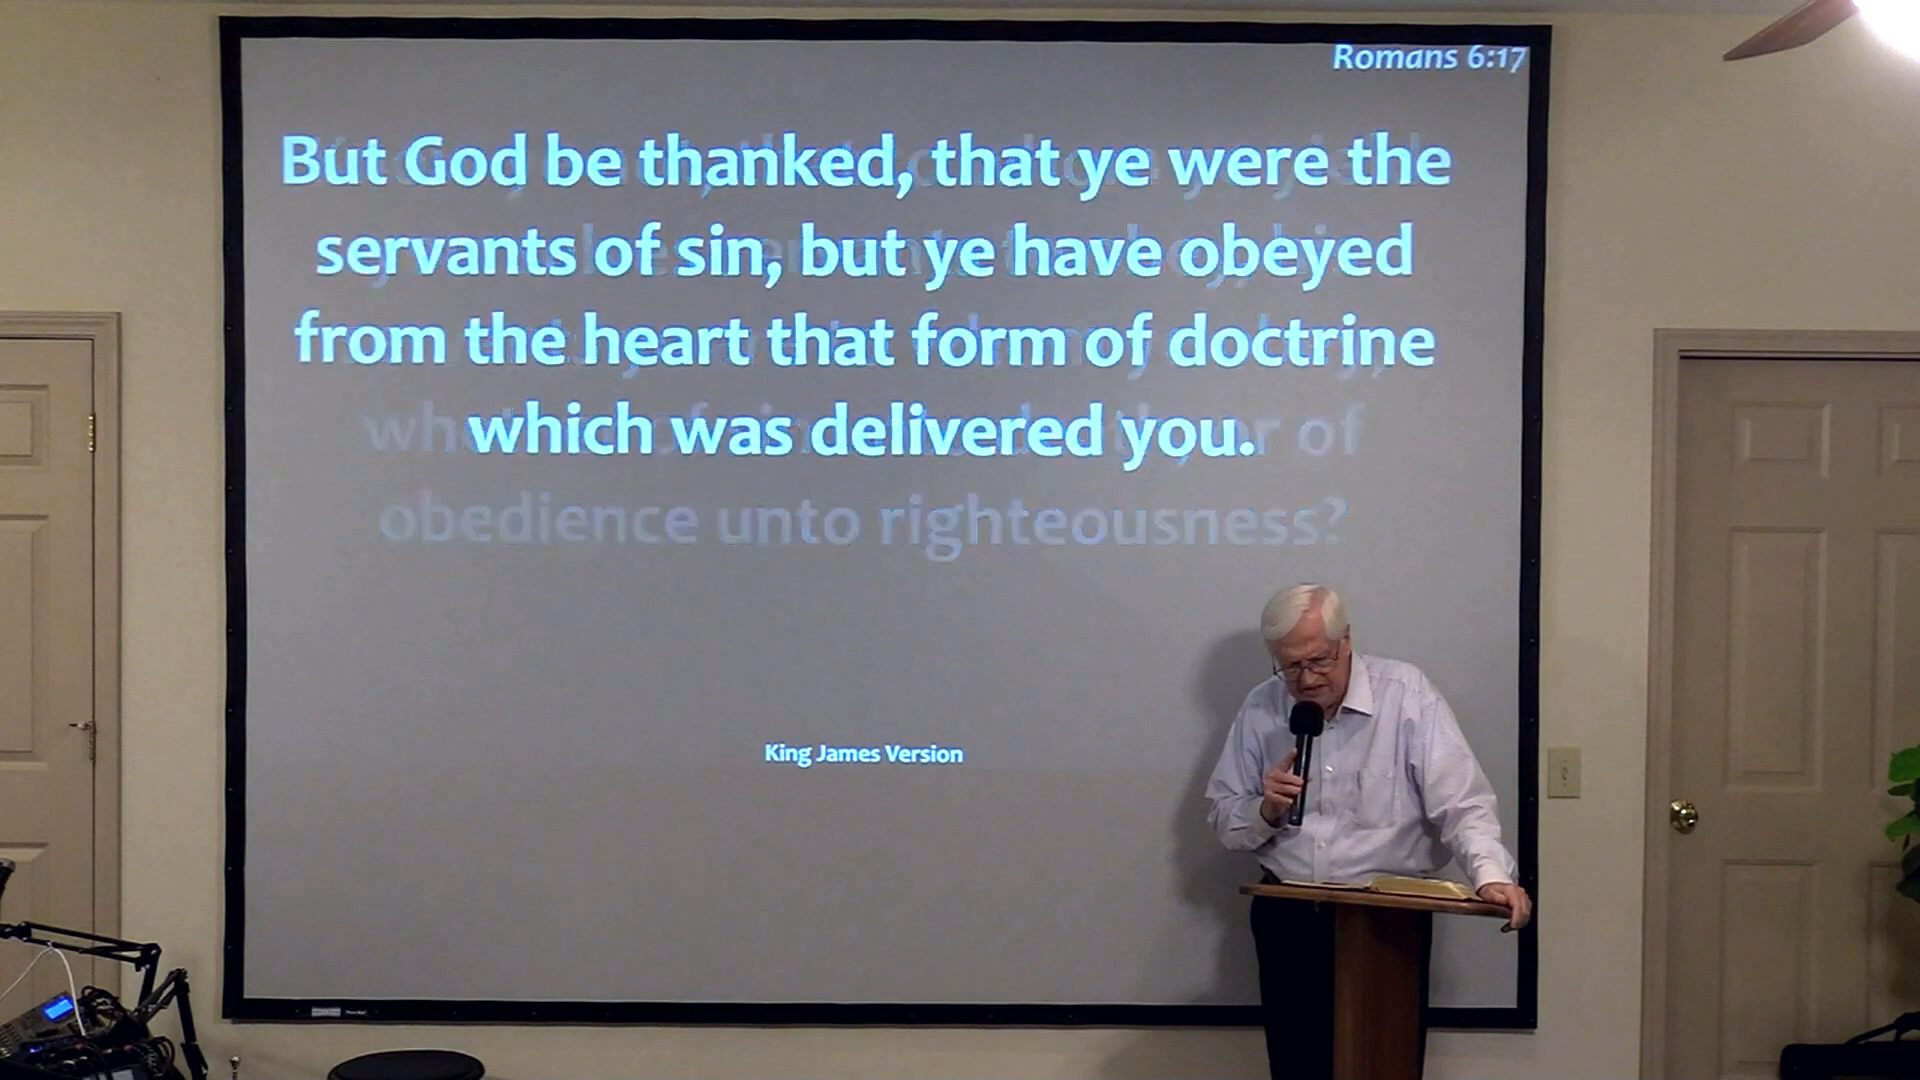 Romans 6:17
But God be thanked, that ye were the
servants of sin, but ye have obeyed
from the heart that form of doctrine
which was delivered you.
obedience unto righteousness?
King James Version